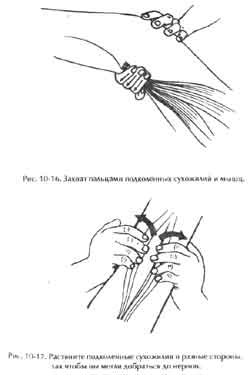 Рис. 10-16. Захват пальцами подколенных сухожилий и мышц.
Рис. 10-17. Растяните подколенные сухожилия в разные стороны,
так чтобы вы могли добраться до нервов.